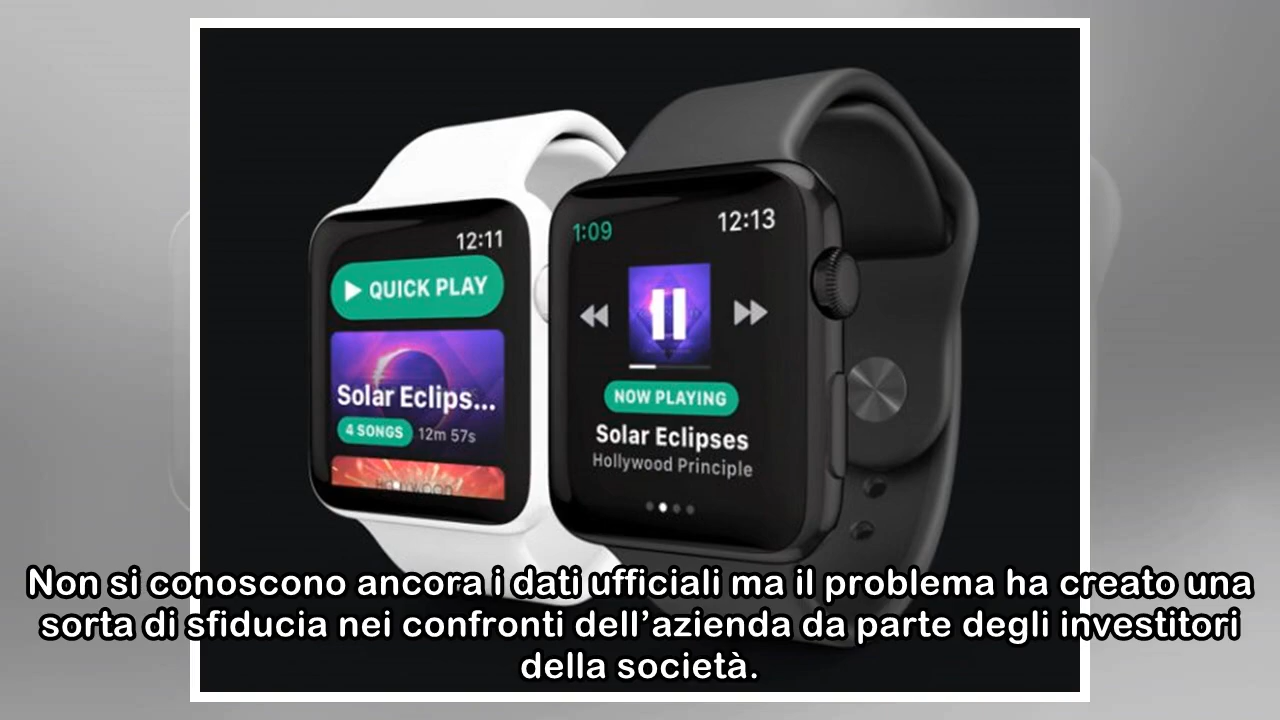 12:11
QUICK PLAY
Solar Eclips...
4 SONGS 12m 57s
1:09 12:13
NOW PLAYING
Solar Eclipses
Hollywood Principle
Non si conoscono ancora i dati ufficiali ma il problema ha creato una
sorta di sfiducia nei confronti dell’azienda da parte degli investitori
della società.